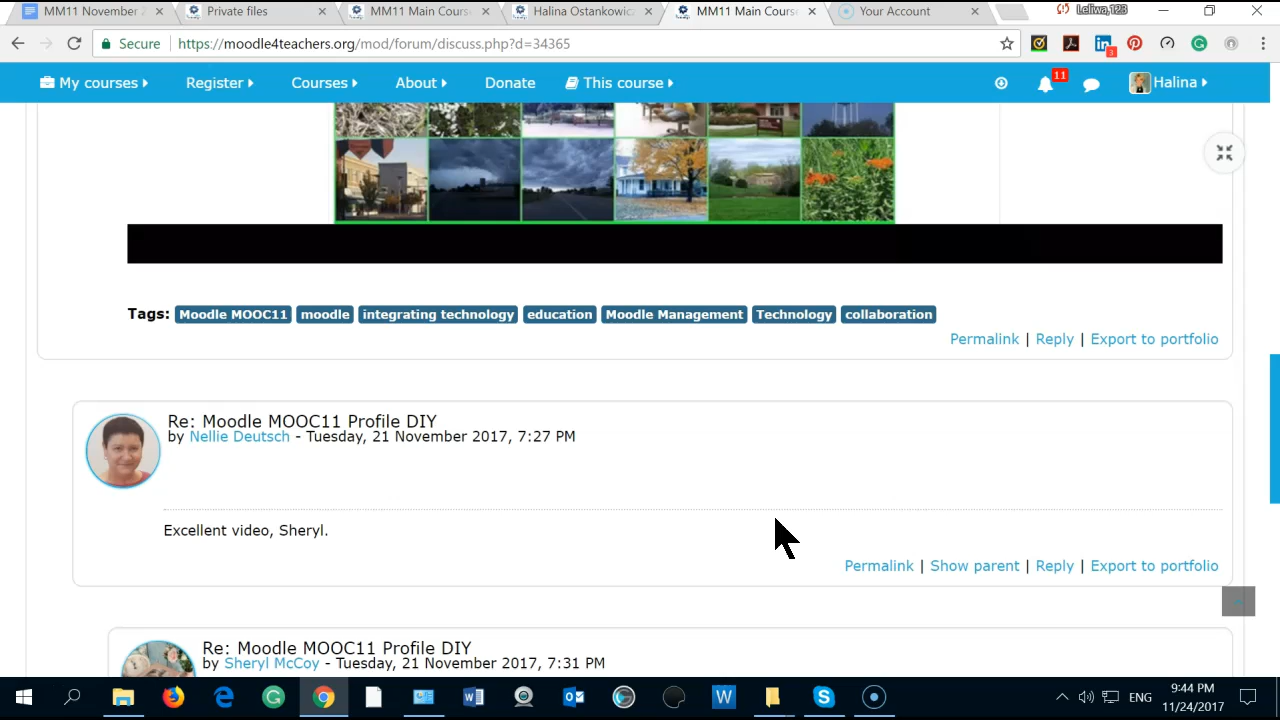 MM11 November
Private files
MM11 Main Cours
Halina Ostankowicz
MM11 Main Cours
Your Account
Leliwa,123
Secure
https://moodle4teachers.org/mod/forum/discuss.php?d=34365
3
My courses
Register
Courses
About
Donate
This course
11
Halina
Tags: Moodle MOOC11 moodle integrating technology education Moodle Management Technology collaboration
Permalink | Reply | Export to portfolio
Re: Moodle MOOC11 Profile DIY
by Nellie Deutsch - Tuesday, 21 November 2017, 7:27 PM
Excellent video, Sheryl.
Permalink | Show parent | Reply | Export to portfolio
Re: Moodle MOOC11 Profile DIY
by Sheryl McCoy - Tuesday, 21 November 2017, 7:31 PM
ENG
9:44 PM
11/24/2017